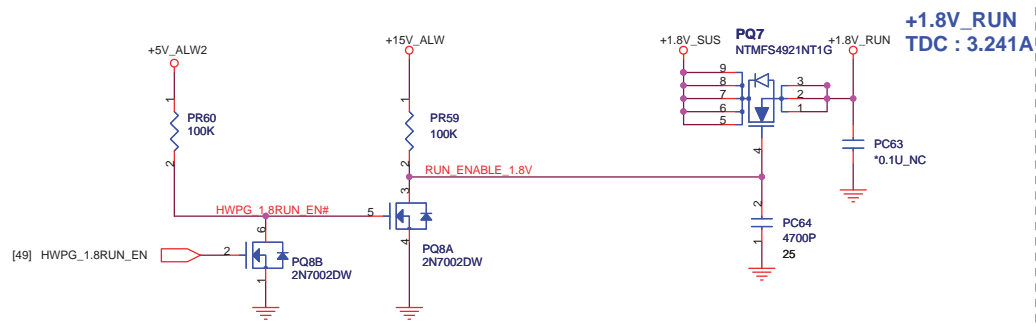 +1.8V_RUN
TDC : 3.241A
+5V_ALW2
+15V_ALW
+1.8V_SUS
PQ7
NTMFS4921NT1G
+1.8V_RUN
9
8
7
6
5
3
2
1
4
1
PR60
100K
2
1
PR59
100K
2
PC63
*0.1U_NC
RUN_ENABLE_1.8V
3
HWPG_1.8RUN_EN#
5
PQ8A
2N7002DW
4
2
PC64
4700P
1
25
6
[49] HWPG_1.8RUN_EN
2
PQ8B
2N7002DW
1